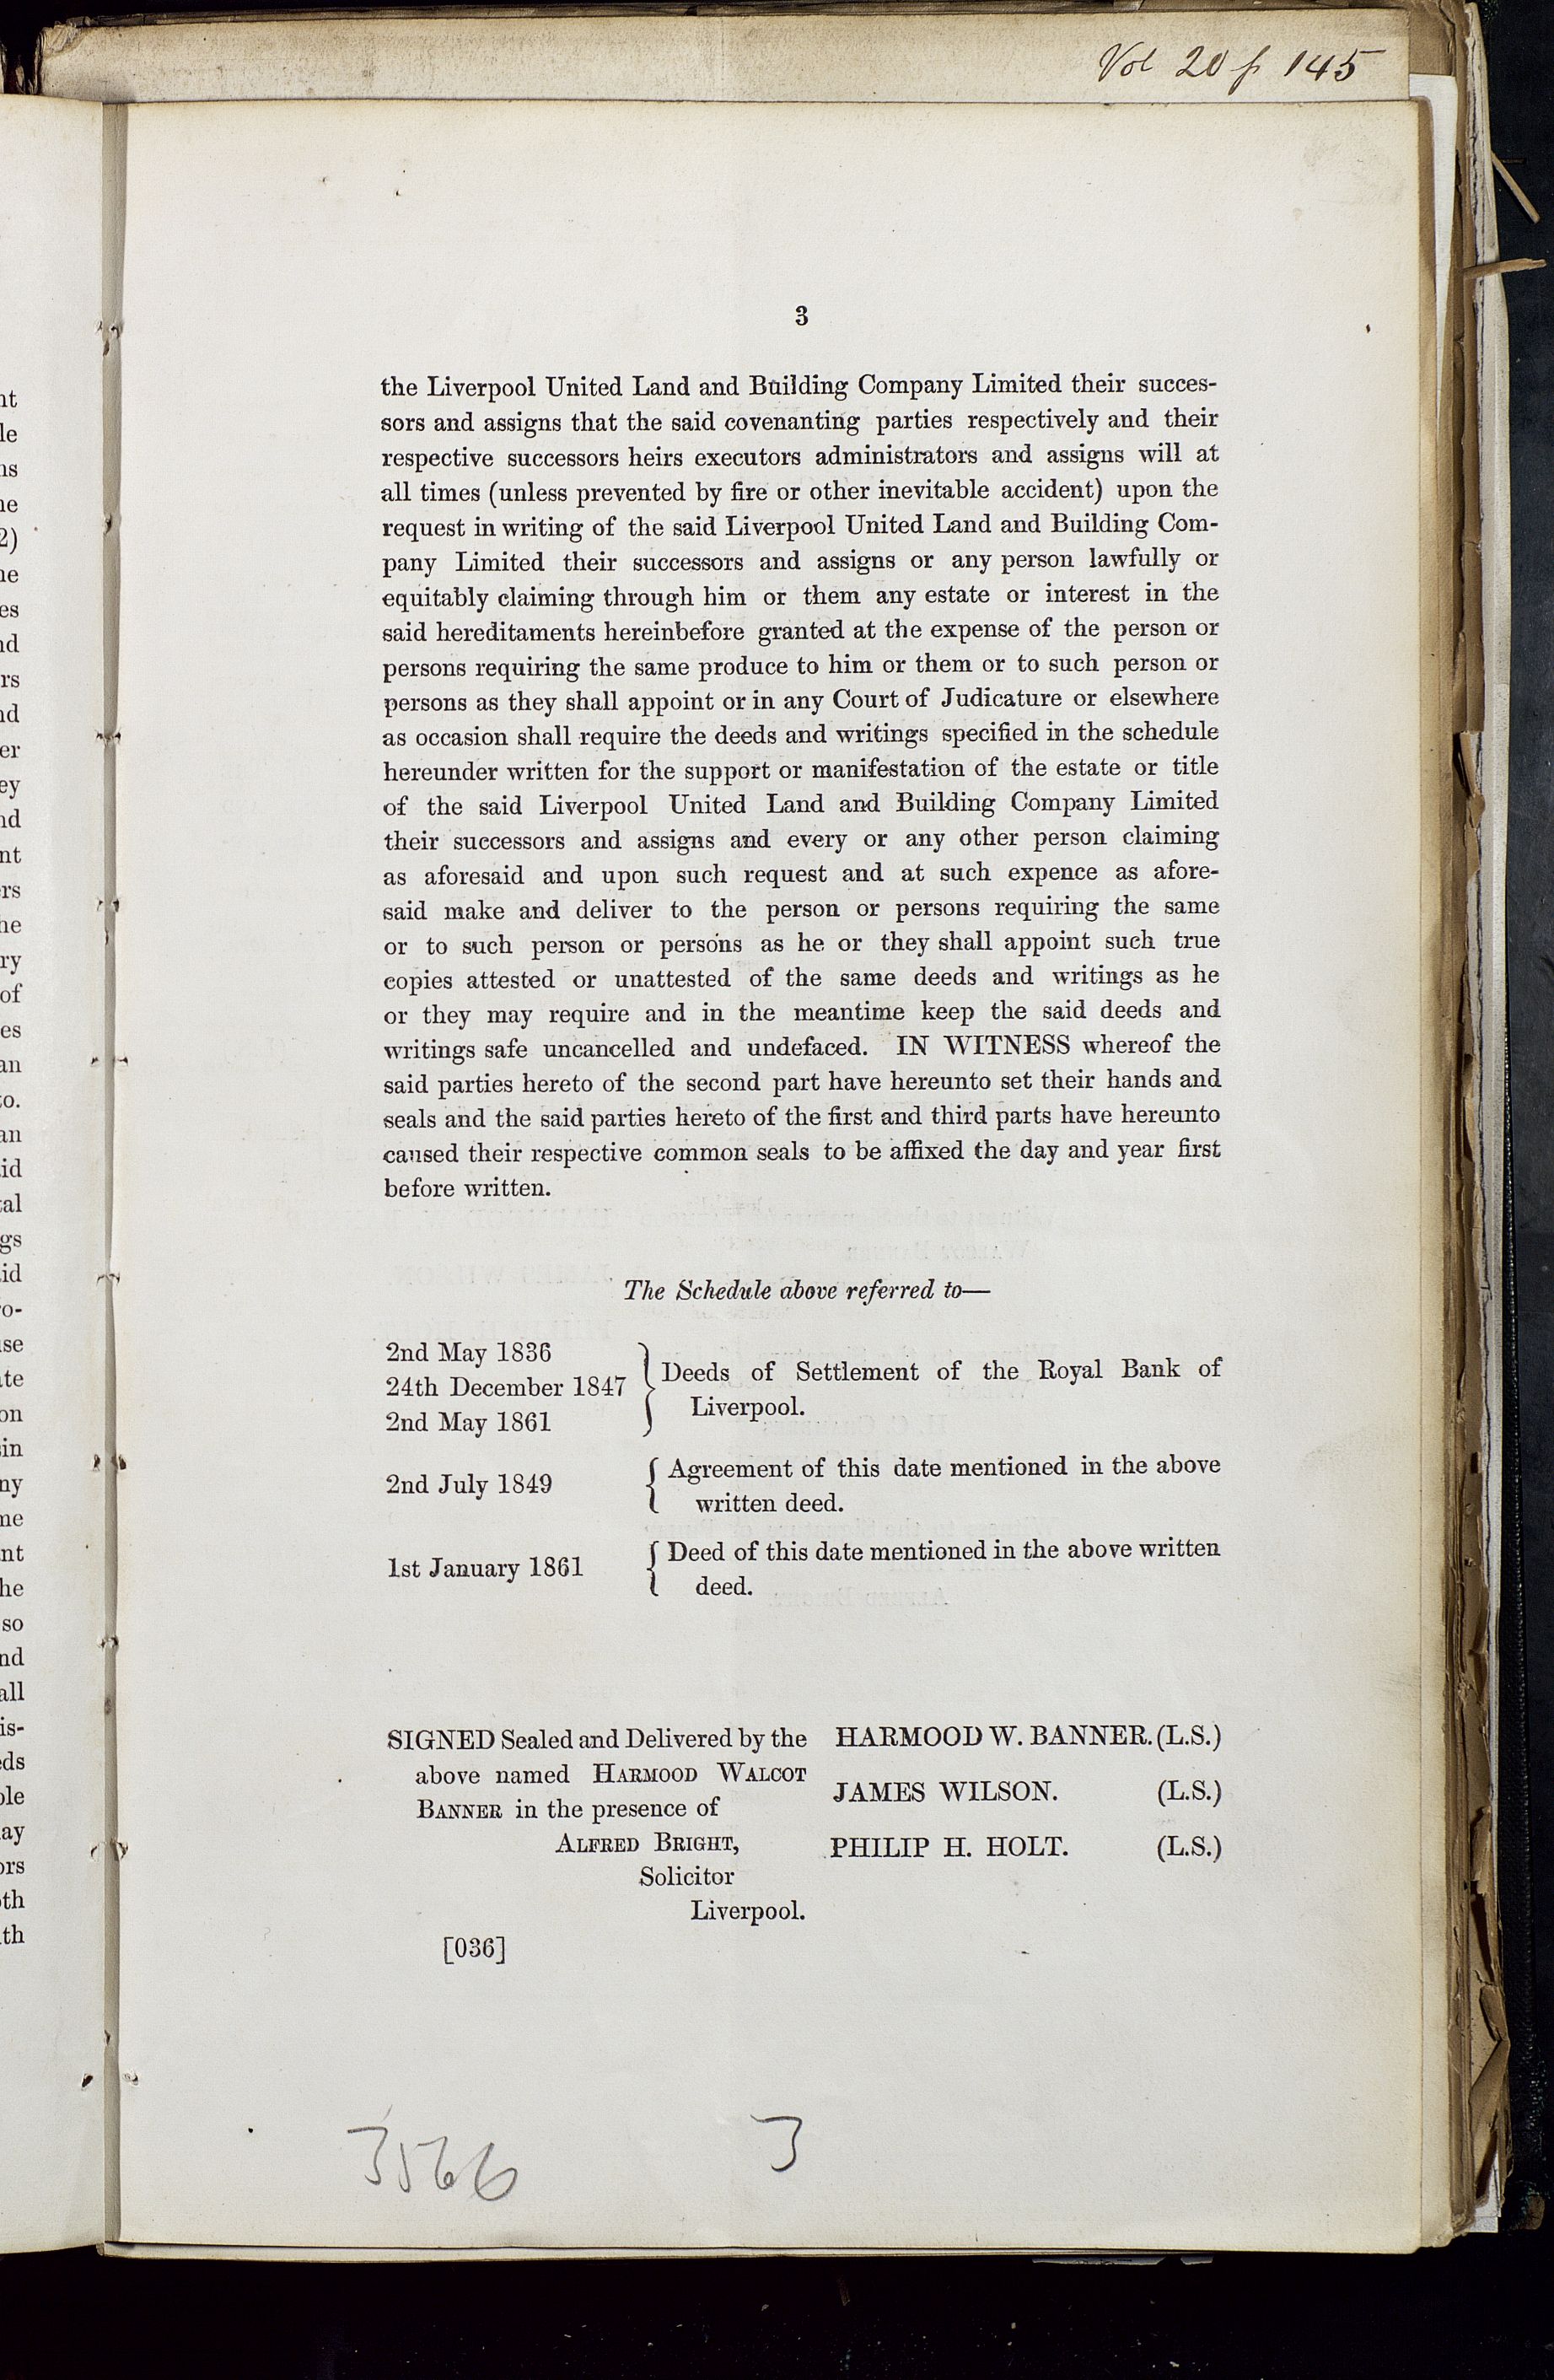 Vol 20 p 145
3
the Liverpool United Land and Building Company Limited their succes-
sors and assigns that the said covenanting parties respectively and their
respective successors heirs executors administrators and assigns will at
all times (unless prevented by fire or other inevitable accident) upon the
request in writing of the said Liverpool United Land and Building Com-
pany Limited their successors and assigns or any person lawfully or
equitably claiming through him or them any estate or interest in the
said hereditaments hereinbefore granted at the expense of the person or
persons requiring the same produce to him or them or to such person or
persons as they shall appoint or in any Court of Judicature or elsewhere
as occasion shall require the deeds and writings specified in the schedule
hereunder written for the support or manifestation of the estate or title
of the said Liverpool United Land and Building Company Limited
their successors and assigns and every or any other person claiming
as aforesaid and upon such request and at such expence as afore-
said make and deliver to the person or persons requiring the same
or to such person or persons as he or they shall appoint such true
copies attested or unattested of the same deeds and writings as he
or they may require and in the meantime keep the said deeds and
writings safe uncancelled and undefaced. IN WITNESS whereof the
said parties hereto of the second part have hereunto set their hands and
seals and the said parties hereto of the first and third parts have hereunto
caused their respective common seals to be affixed the day and year first
before written.
The Schedule above referred to—
2nd May 1836
24th December 1847
2nd May 1861
Deeds of Settlement of the Royal Bank of
Liverpool.
2nd July 1849
Agreement of this date mentioned in the above
written deed.
1st January 1861
Deed of this date mentioned in the above written
deed.
SIGNED Sealed and Delivered by the
above named HARMOOD WALCOT
BANNER in the presence of
ALFRED BRIGHT,
Solicitor
Liverpool.
HARMOOD W. BANNER. (L.S.)
JAMES WILSON. (L.S.)
PHILIP H. HOLT. (L.S.)
[036]
3566
3